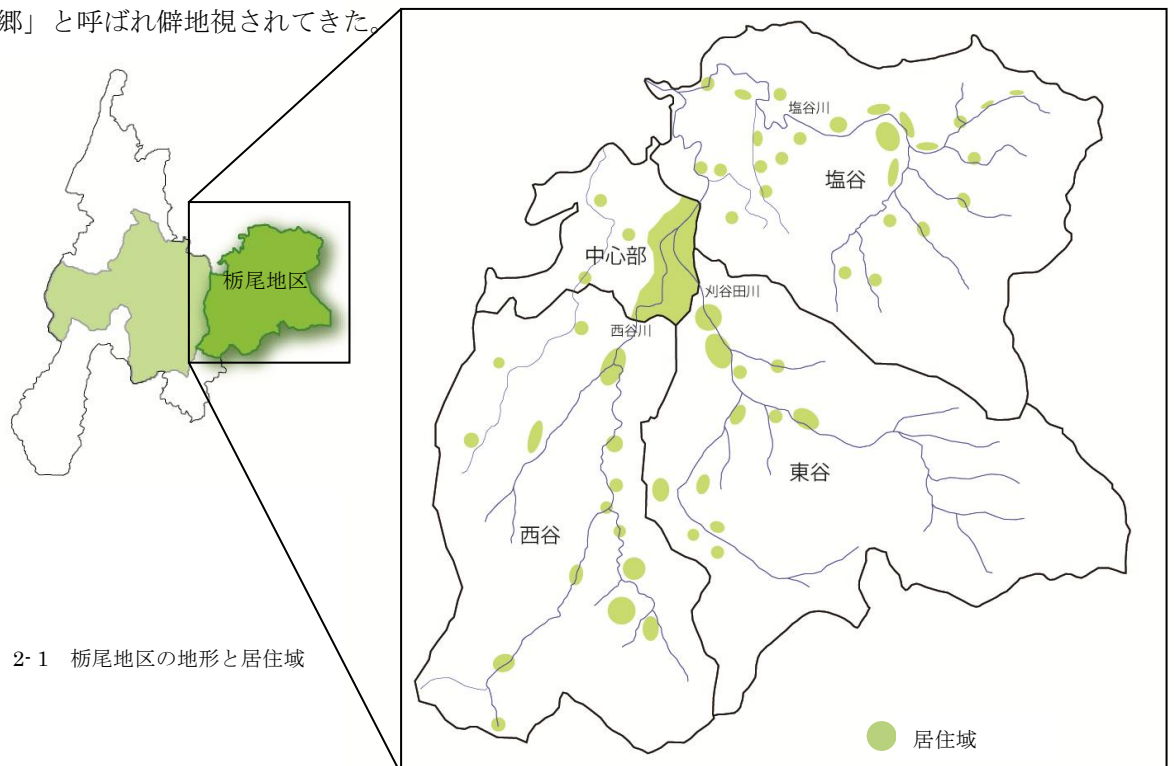 郷」と呼ばれ僻地視されてきた。
栃尾地区
塩谷川
塩谷
中心部
刈谷田川
西谷川
東谷
西谷
2-1 栃尾地区の地形と居住域
居住域